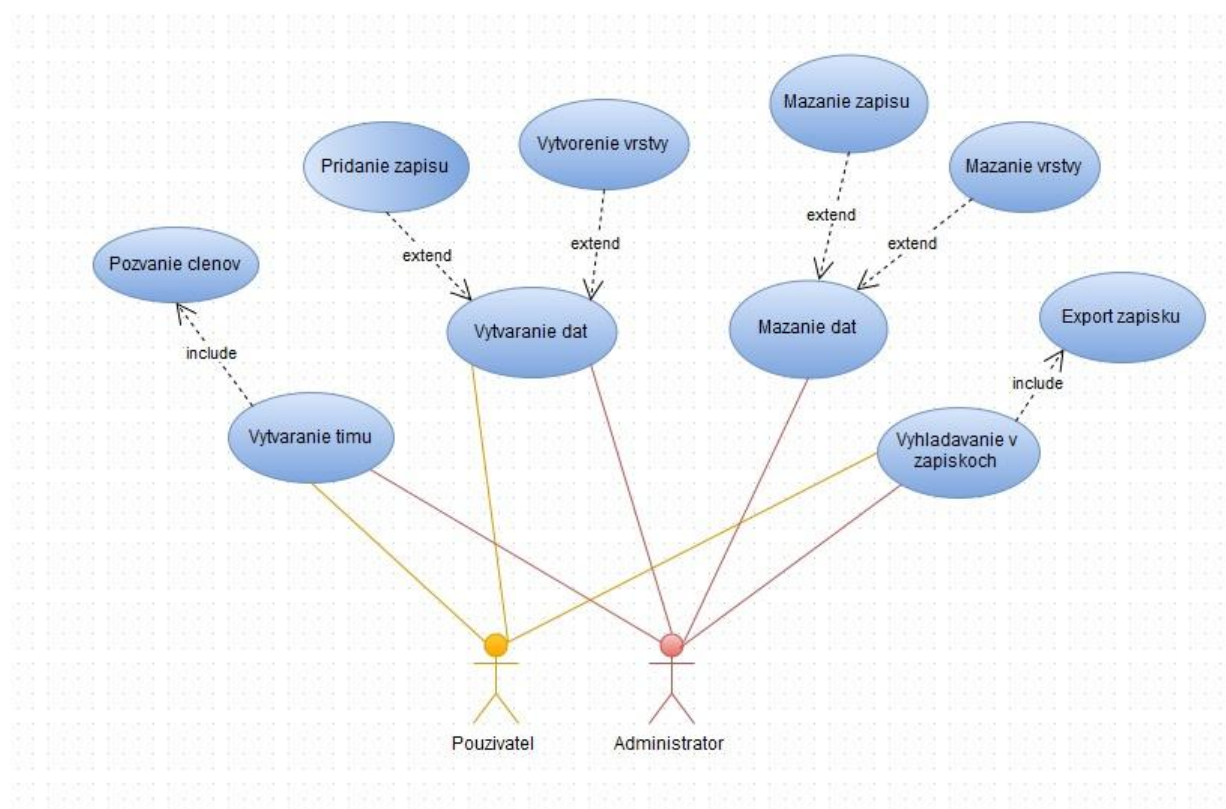 Mazanie zapisu
Vytvorenie vrstvy
Pridanie zapisu
Mazanie vrstvy
extend
extend
extend
extend
Pozvanie clenov
Export zapisku
Vytvaranie dat
Mazanie dat
include
include
Vytvaranie timu
Vyhladavanie v
zapiskoch
Pouzivatel
Administrator